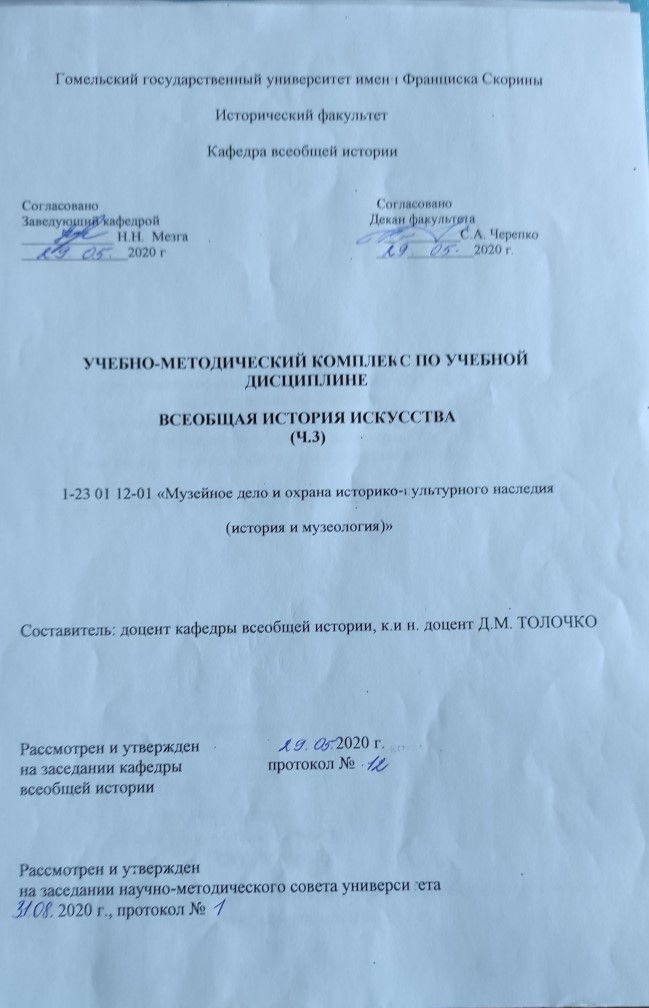 Гомельский государственный университет имени Франциска Скорины
Исторический факультет
Кафедра всеобщей истории
Согласовано
Заведующий кафедрой
Н.Н. Мезга
29 05. 2020 г
Согласовано
Декан факультета
С.А. Черепко
29. 05. 2020 г.
УЧЕБНО-МЕТОДИЧЕСКИЙ КОМПЛЕКС ПО УЧЕБНОЙ
ДИСЦИПЛИНЕ
ВСЕОБЩАЯ ИСТОРИЯ ИСКУССТВА
(Ч.3)
1-23 01 12-01 «Музейное дело и охрана историко-культурного наследия
(история и музеология)»
Составитель: доцент кафедры всеобщей истории, к.и н. доцент Д.М. ТОЛОЧКО
Рассмотрен и утвержден
на заседании кафедры
всеобщей истории
29. 05. 2020 г.
протокол № 12
Рассмотрен и утвержден
на заседании научно-методического совета университета
31.08. 2020 г., протокол № 1